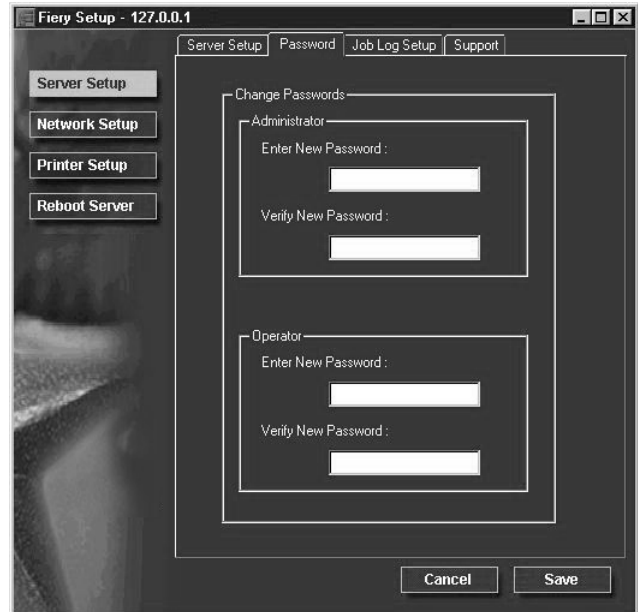 Fiery Setup - 127.0.0.1
Server Setup
Password
Job Log Setup
Support
Server Setup
Network Setup
Printer Setup
Reboot Server
Change Passwords
Administrator
Enter New Password :
Verify New Password :
Operator
Enter New Password :
Verify New Password :
Cancel
Save